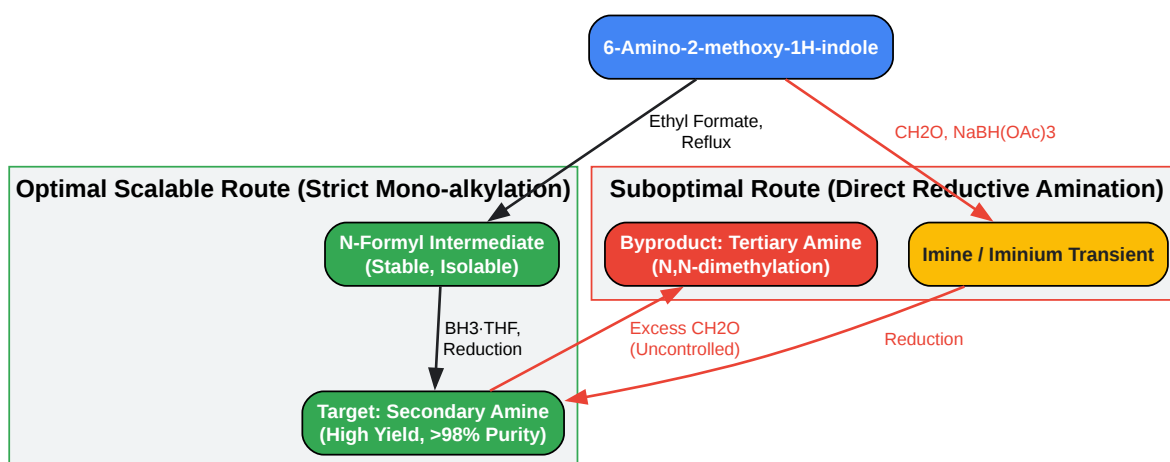 6-Amino-2-methoxy-1H-indole
Ethyl Formate,
Reflux
CH2O, NaBH(OAc)3
Optimal Scalable Route (Strict Mono-alkylation)
Suboptimal Route (Direct Reductive Amination)
N-Formyl Intermediate
(Stable, Isolable)
Byproduct: Tertiary Amine
(N,N-dimethylation)
Imine / Iminium Transient
BH3·THF,
Reduction
Excess CH2O
(Uncontrolled)
Reduction
Target: Secondary Amine
(High Yield, >98% Purity)